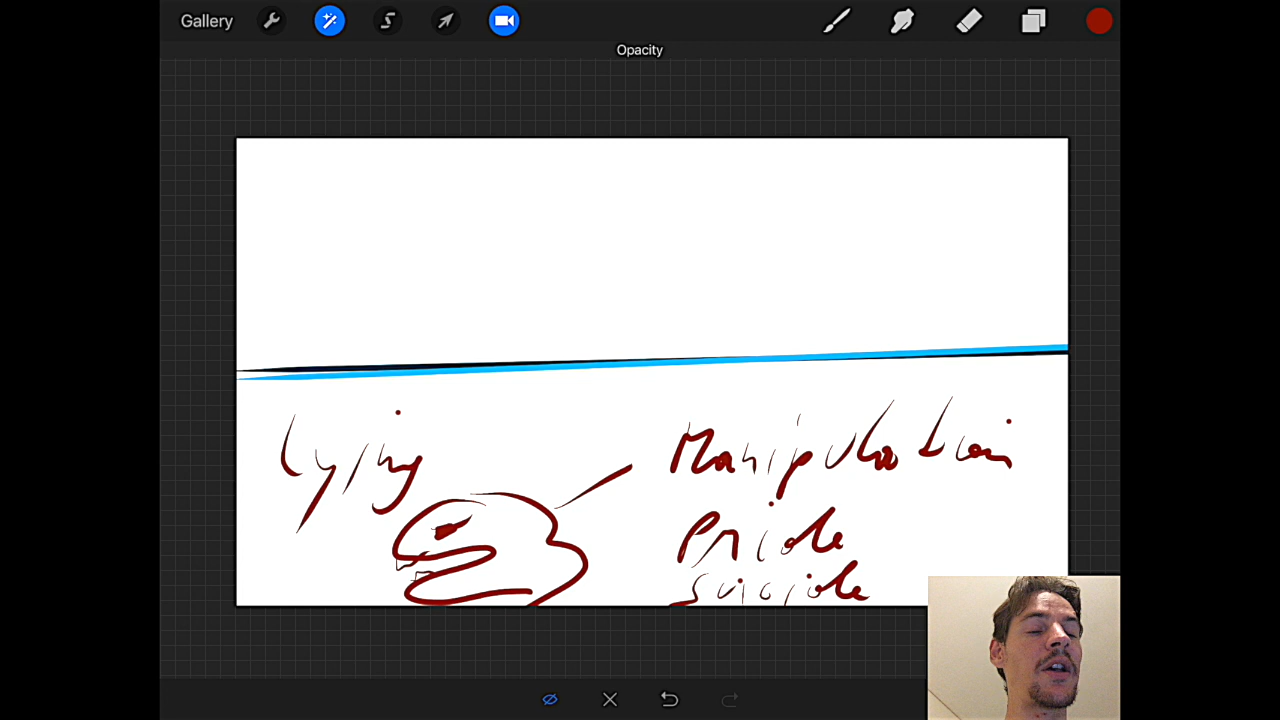 Gallery
Opacity
Lying
Manipulation
Pride
Suicide